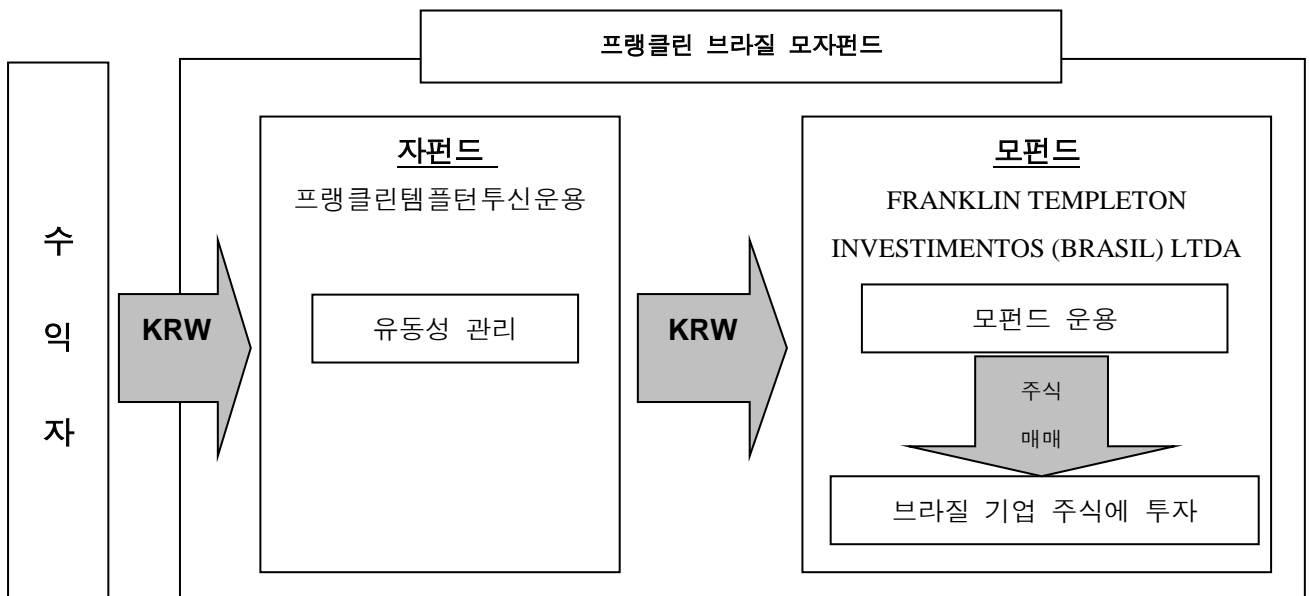 프랭클린 브라질 모자펀드
수
익
자
KRW
자펀드
프랭클린템플턴투신운용
유동성 관리
KRW
모펀드
FRANKLIN TEMPLETON
INVESTIMENTOS (BRASIL) LTDA
모펀드 운용
주식
매매
브라질 기업 주식에 투자